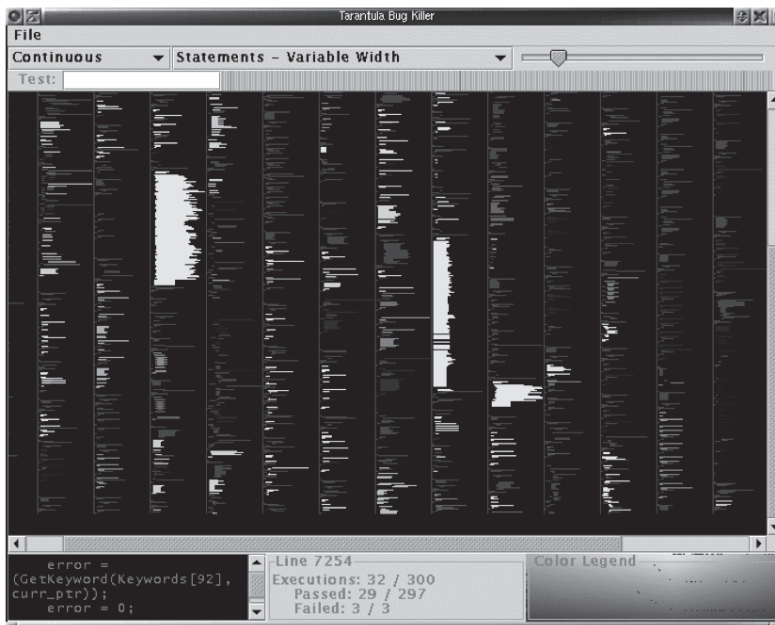 Tarantula Bug Killer
File
Continuous
Statements - Variable Width
Test:
error =
(GetKeyword(Keywords[92],
curr_ptr));
error = 0;
Line 7254
Executions: 32 / 300
Passed: 29 / 297
Failed: 3 / 3
Color Legend